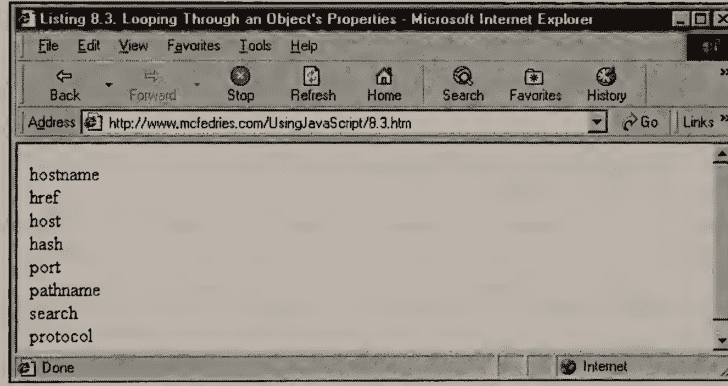 Listing 8.3. Looping Through an Object's Properties - Microsoft Internet Explorer
File Edit View Favorites Tools Help
Back Forward Stop Refresh Home Search Favorites History »
Address http://www.mcfedries.com/UsingJavaScript/8.3.htm Go Links »
hostname
href
host
hash
port
pathname
search
protocol
Done Internet